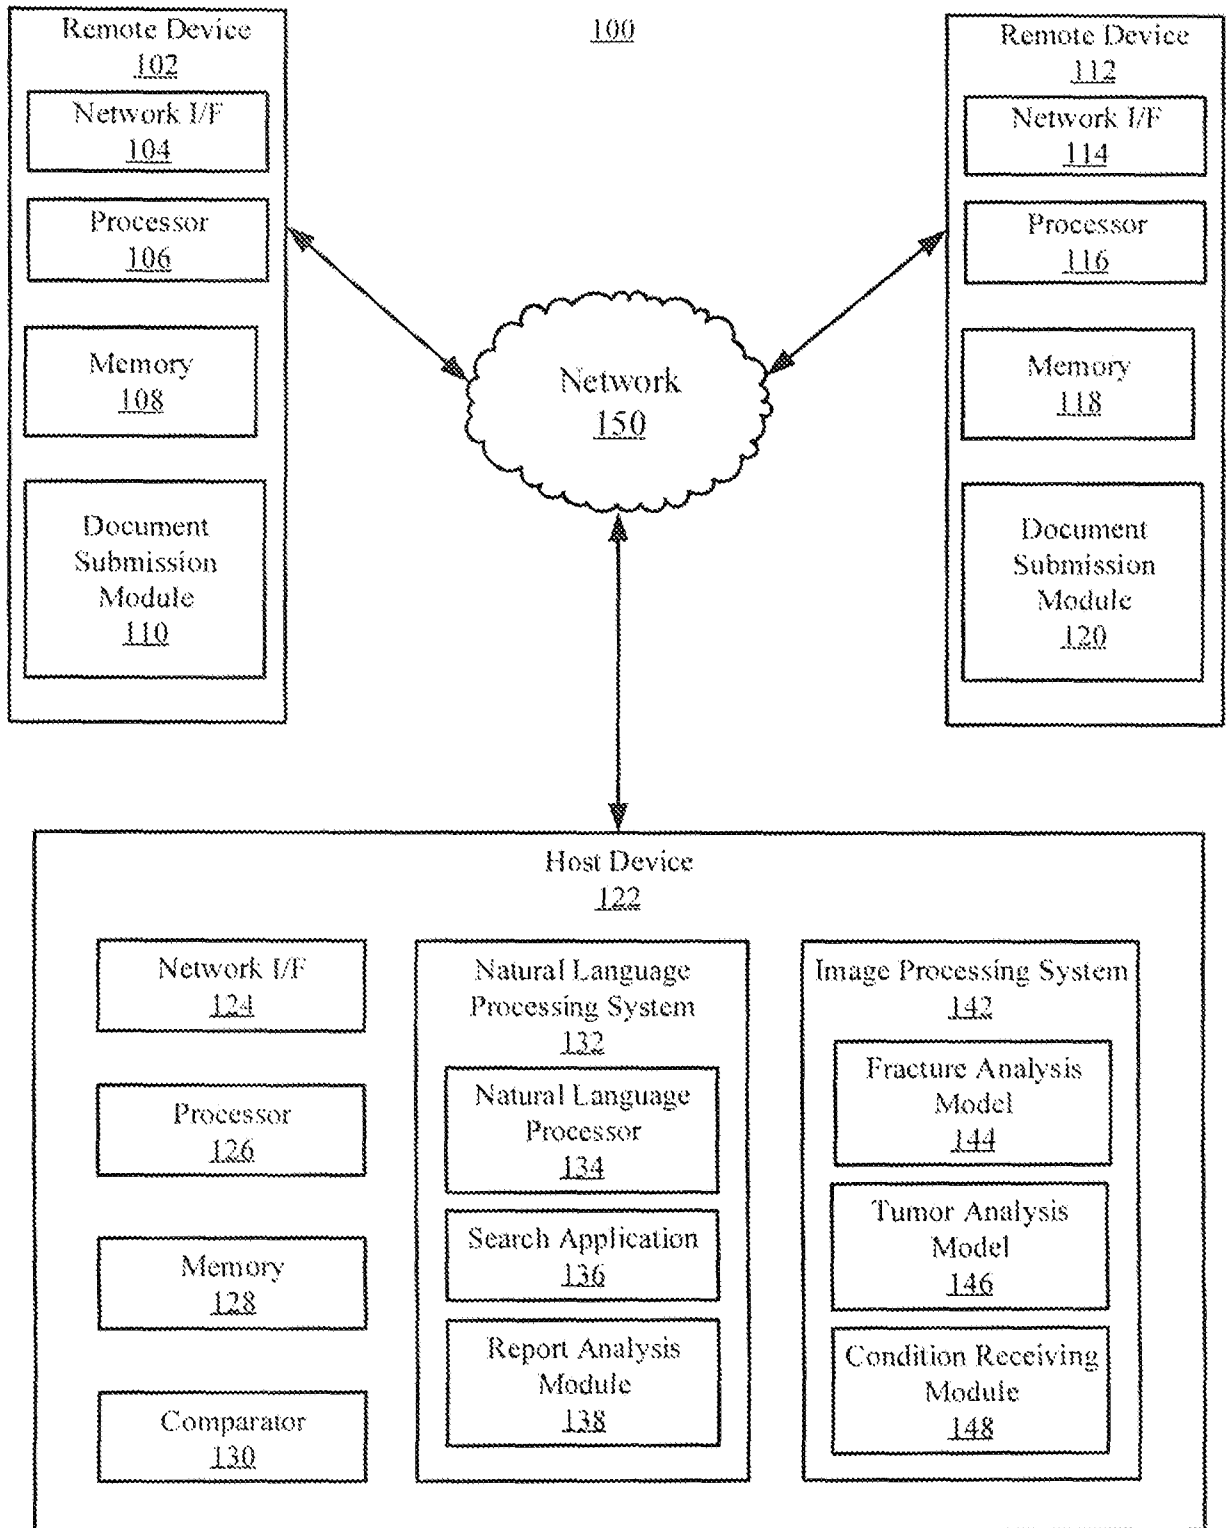 100
Remote Device
102
Network I/F
104
Processor
106
Memory
108
Document
Submission
Module
110
Remote Device
112
Network I/F
114
Processor
116
Memory
118
Document
Submission
Module
120
Network
150
Host Device
122
Network I/F
124
Processor
126
Memory
128
Comparator
130
Natural Language
Processing System
132
Natural Language
Processor
134
Search Application
136
Report Analysis
Module
138
Image Processing System
142
Fracture Analysis
Model
144
Tumor Analysis
Model
146
Condition Receiving
Module
148